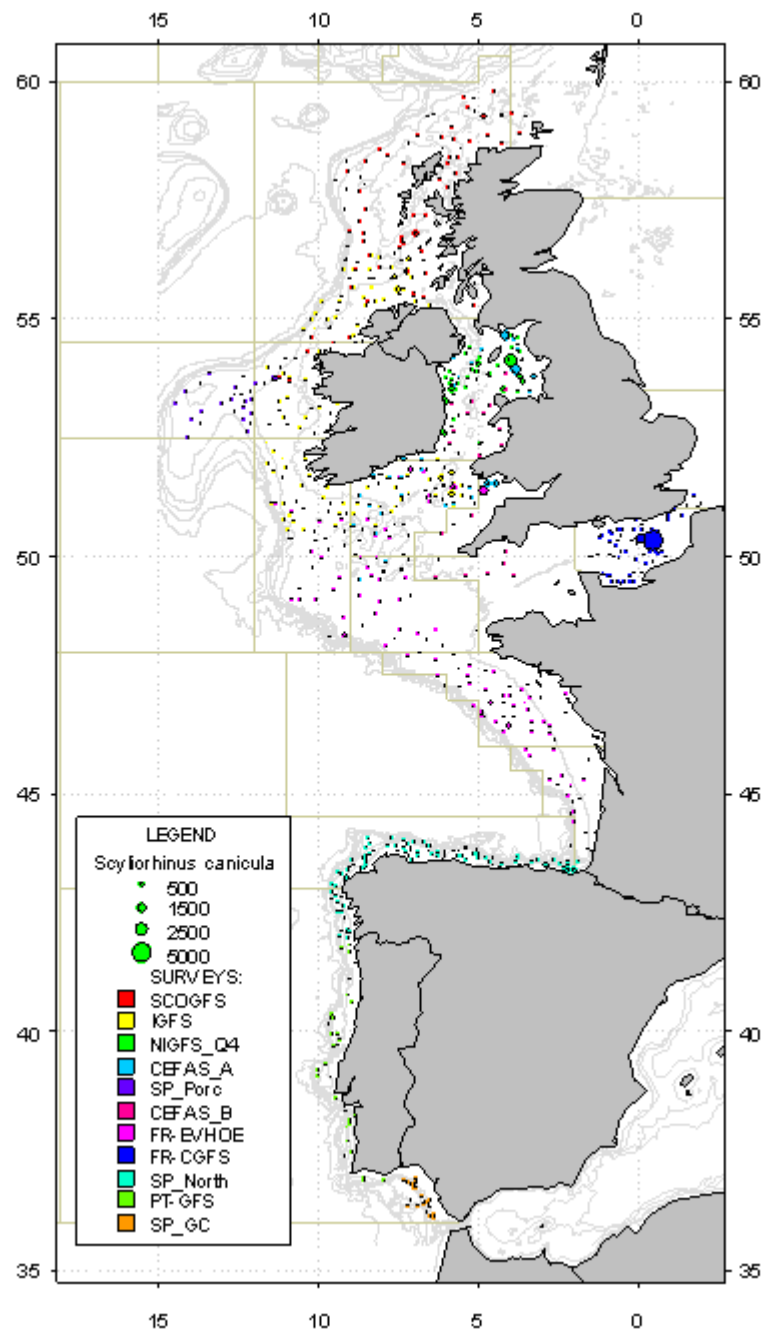 15 10 5 0
60 60
55 55
50 50
45 45
LEGEND
Scyliorhinus canicula
500
1500
2500
5000
SURVEYS:
SCOGFS
IGFS
NIGFS_Q4
CEFAS_A
40 40
SP_Porc
CEFAS_B
FR-EVHOE
FR-CGFS
SP_North
PT-GFS
SP_GC
35 35
15 10 5 0